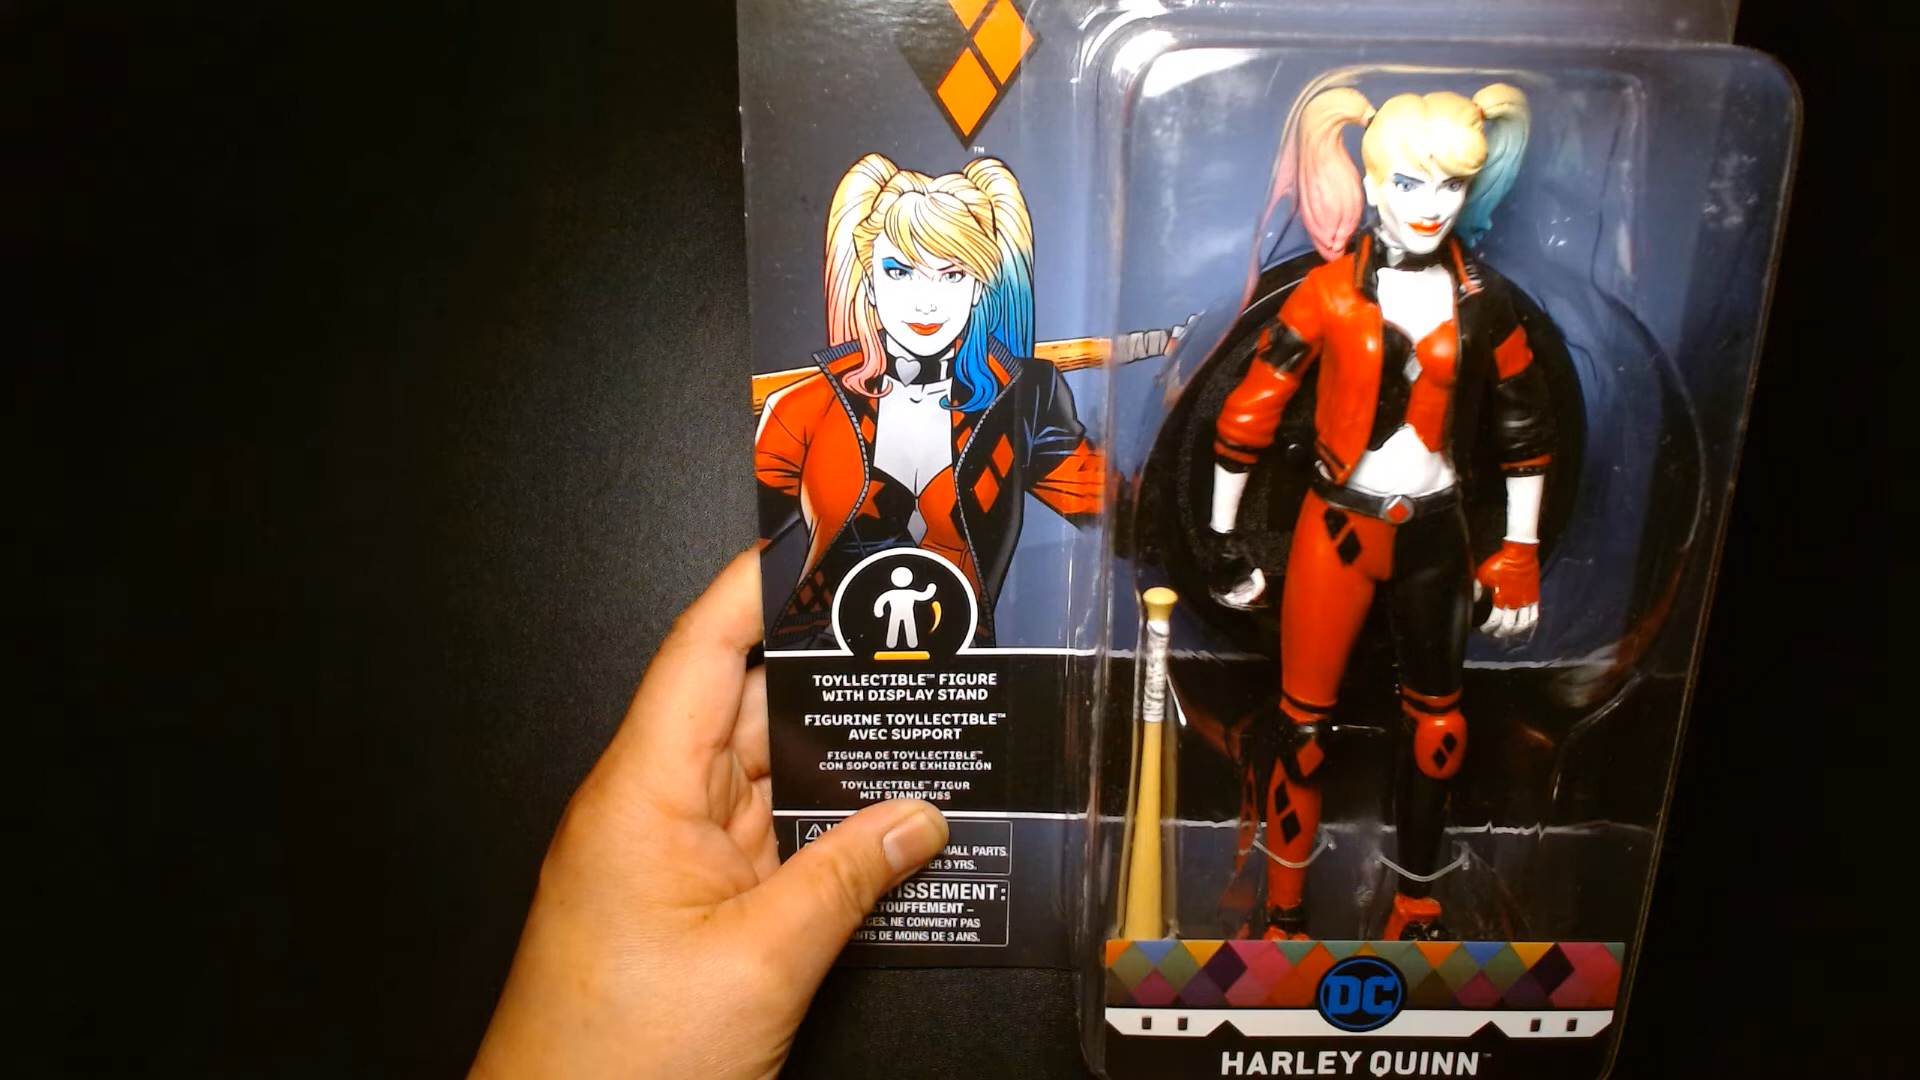 ™
TOYLLECTIBLE™ FIGURE
WITH DISPLAY STAND
FIGURINE TOYLLECTIBLE™
AVEC SUPPORT
FIGURA DE TOYLLECTIBLE™
CON SOPORTE DE EXHIBICIÓN
TOYLLECTIBLE™ FIGUR
MIT STANDFUSS
MALL PARTS.
ER 3 YRS.
ISSEMENT:
TOUFFEMENT –
CES. NE CONVIENT PAS
NTS DE MOINS DE 3 ANS.
DC
HARLEY QUINN™